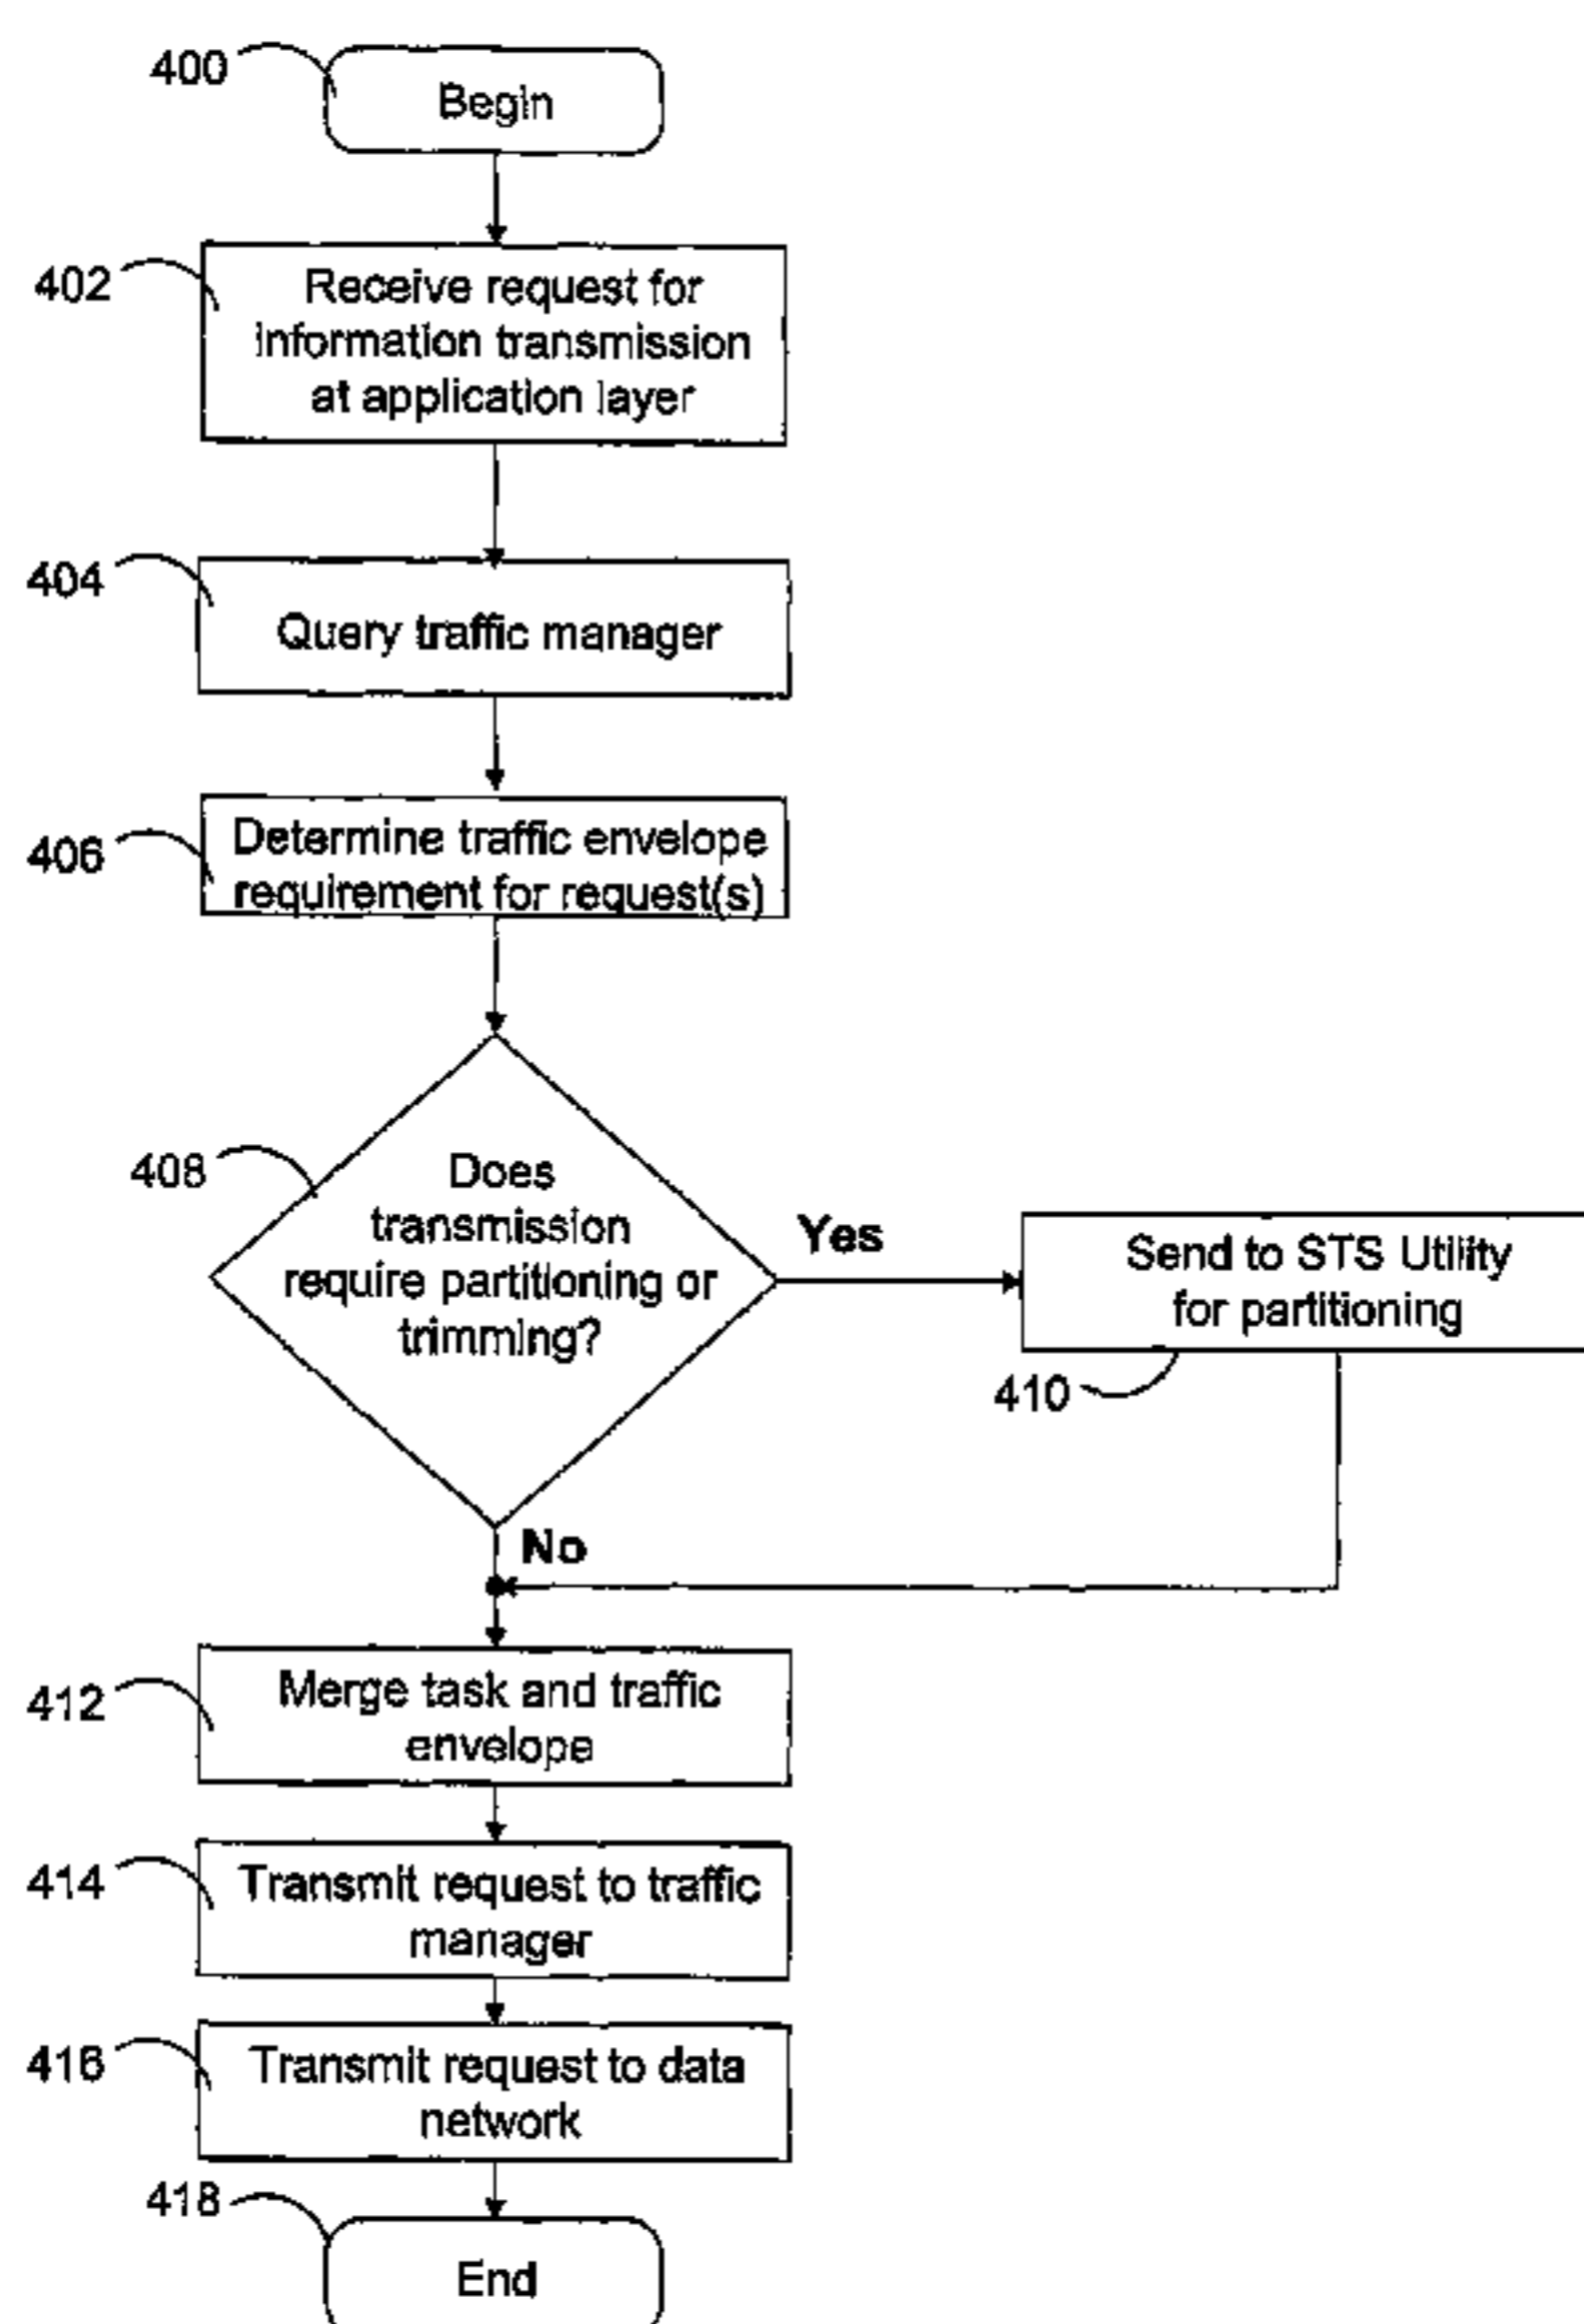 400
Begin
402
Receive request for
information transmission
at application layer
404
Query traffic manager
406
Determine traffic envelope
requirement for request(s)
408
Does
transmission
require partitioning or
trimming?
Yes
Send to STS Utility
for partitioning
410
No
412
Merge task and traffic
envelope
414
Transmit request to traffic
manager
416
Transmit request to data
network
418
End